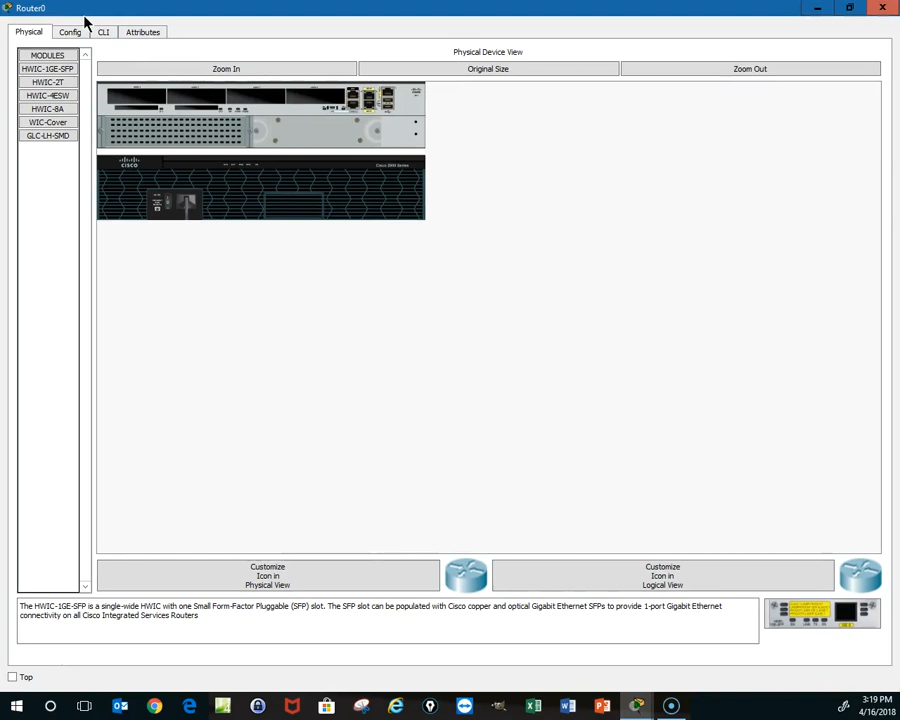 Router0
Physical
Config
CLI
Attributes
MODULES
HWIC-1GE-SFP
HWIC-2T
HWIC-4ESW
HWIC-8A
WIC-Cover
GLC-LH-SMD
Physical Device View
Zoom In
Original Size
Zoom Out
CISCO
Cisco 2900 Series
Customize
Icon in
Physical View
Customize
Icon in
Logical View
The HWIC-1GE-SFP is a single-wide HWIC with one Small Form-Factor Pluggable (SFP) slot. The SFP slot can be populated with Cisco copper and optical Gigabit Ethernet SFPs to provide 1-port Gigabit Ethernet
connectivity on all Cisco Integrated Services Routers
Top
3:19 PM
4/16/2018